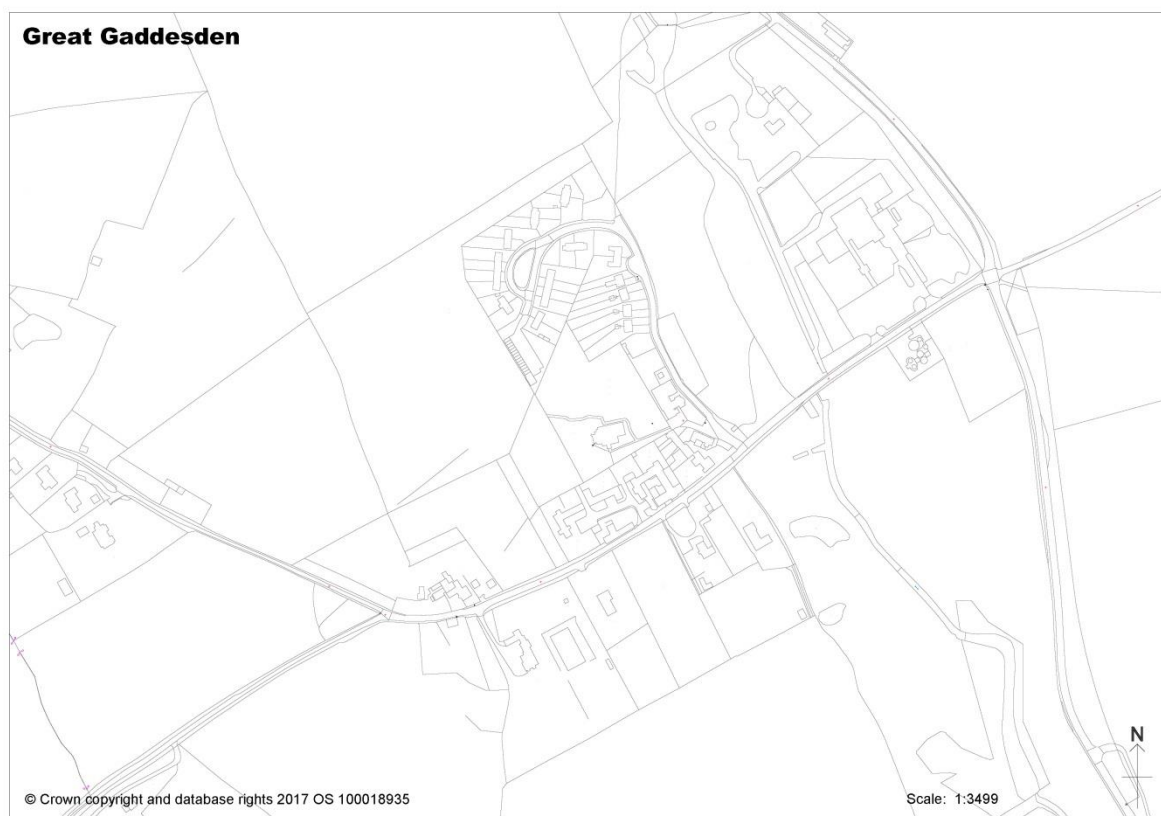 Great Gaddesden
N
© Crown copyright and database rights 2017 OS 100018935
Scale: 1:3499